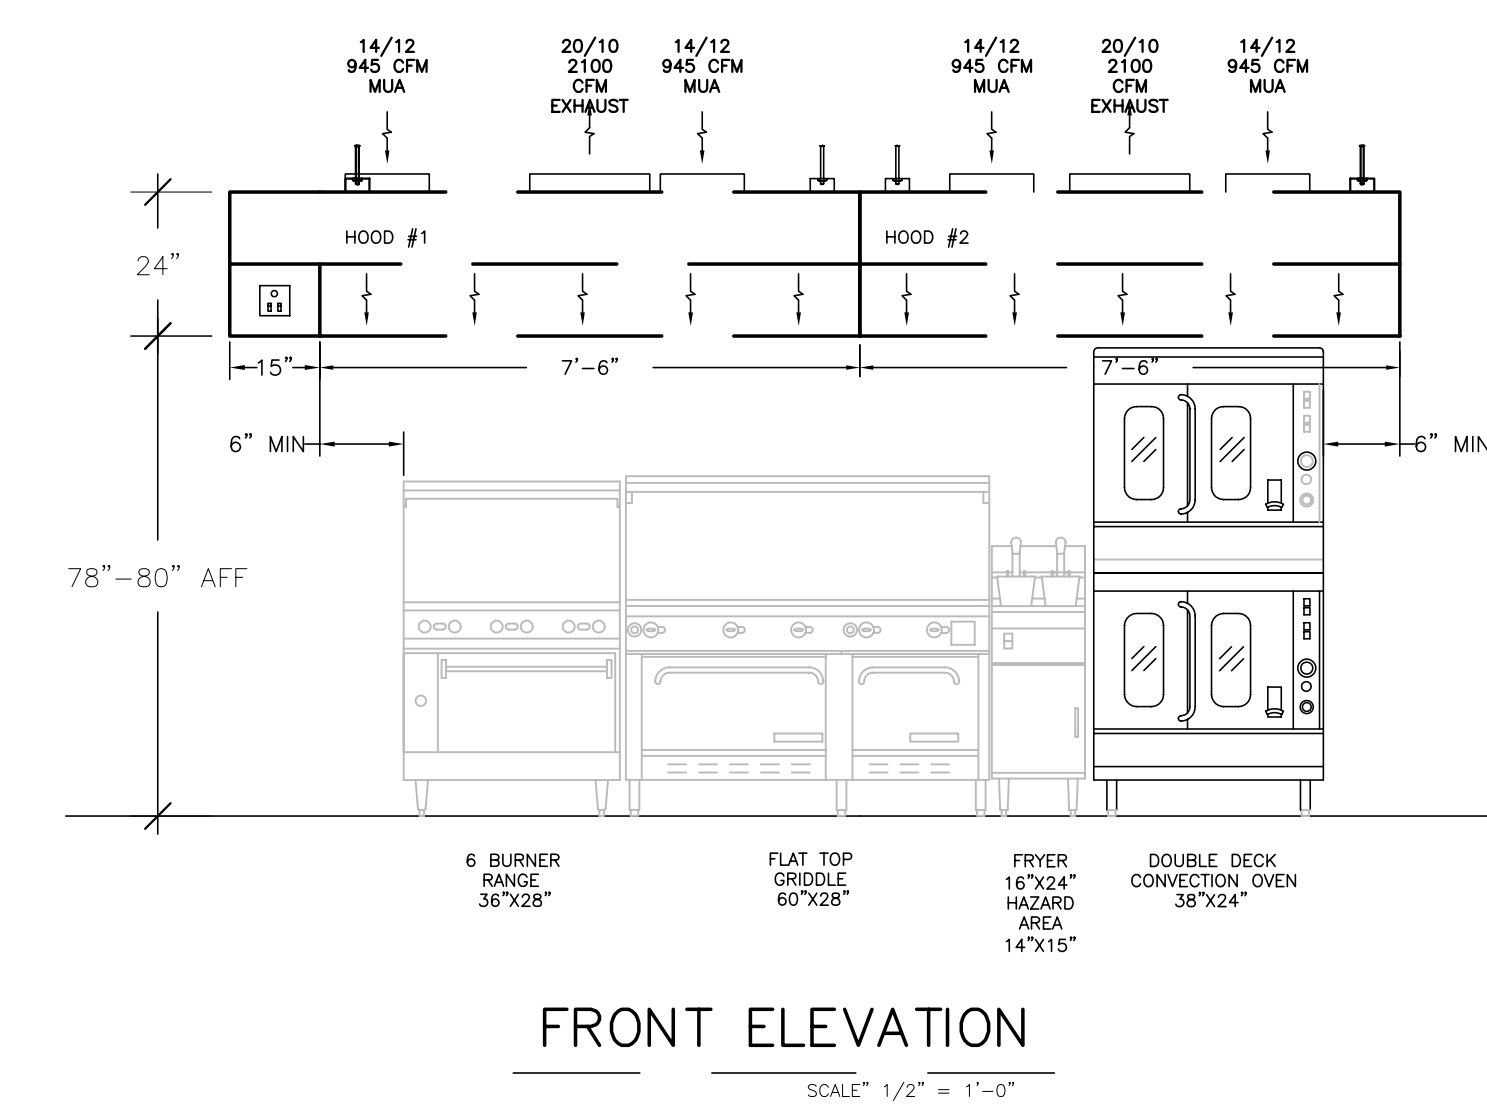 14/12
945 CFM
MUA
20/10
2100
CFM
EXHAUST
14/12
945 CFM
MUA
14/12
945 CFM
MUA
20/10
2100
CFM
EXHAUST
14/12
945 CFM
MUA
HOOD #1
HOOD #2
24”
15”
7’-6”
7’-6”
6” MIN
6” MIN
78”-80” AFF
6 BURNER
RANGE
36”X28”
FLAT TOP
GRIDDLE
60”X28”
FRYER
16”X24”
HAZARD
AREA
14”X15”
DOUBLE DECK
CONVECTION OVEN
38”X24”
FRONT ELEVATION
SCALE” 1/2” = 1’-0”